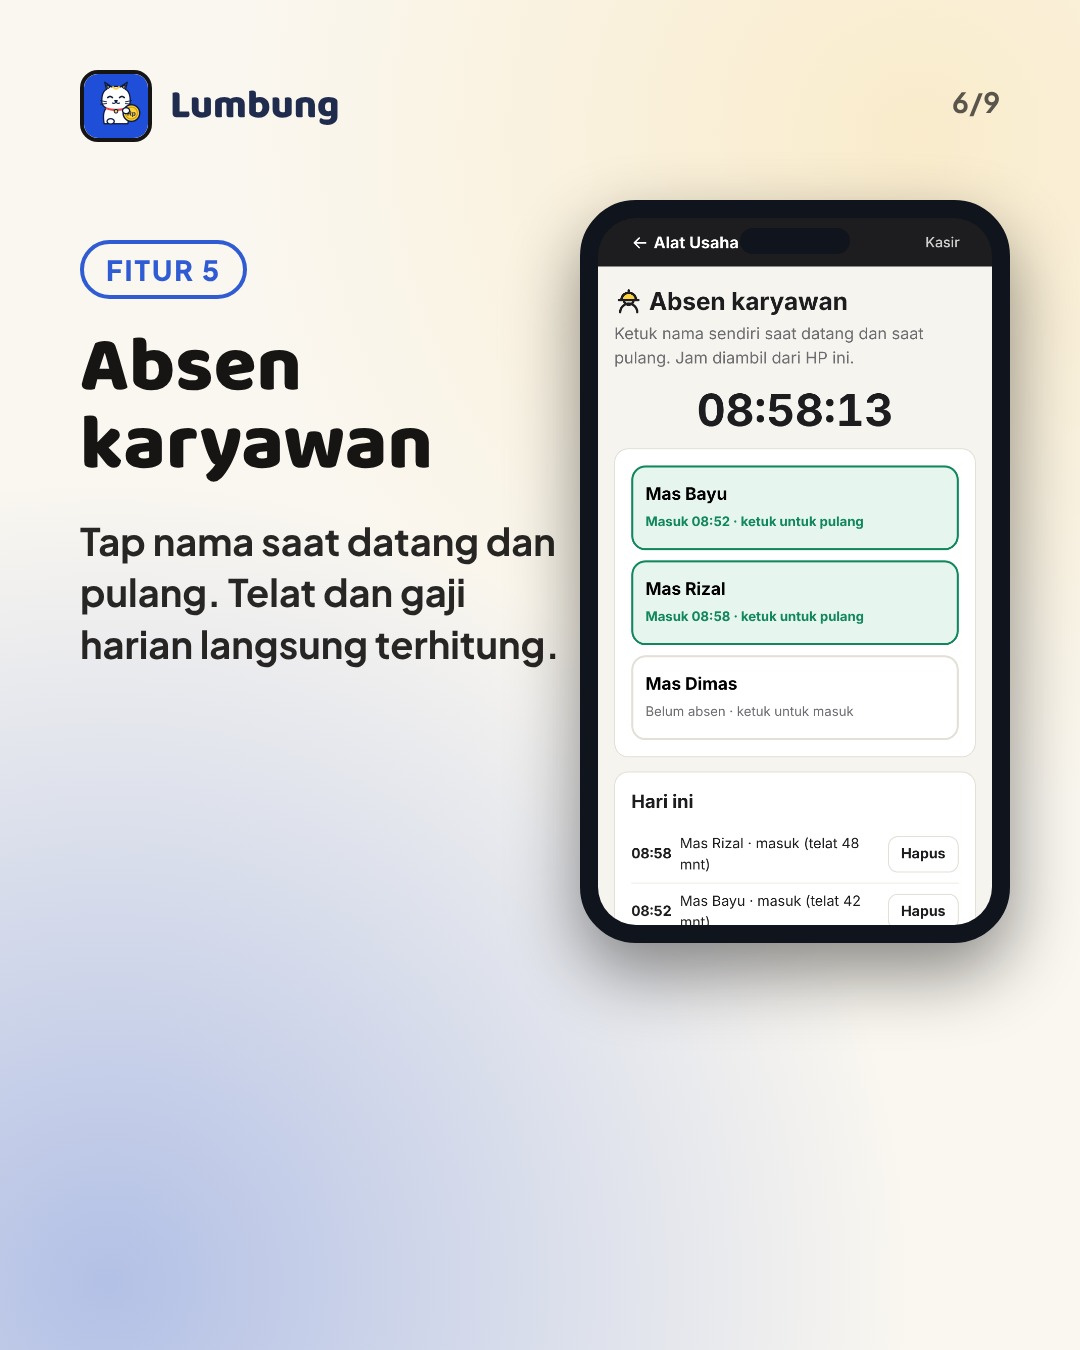 Lumbung
6/9
FITUR 5
Absen
karyawan
Tap nama saat datang dan
pulang. Telat dan gaji
harian langsung terhitung.
← Alat Usaha
Kasir
Absen karyawan
Ketuk nama sendiri saat datang dan saat
pulang. Jam diambil dari HP ini.
08:58:13
Mas Bayu
Masuk 08:52 · ketuk untuk pulang
Mas Rizal
Masuk 08:58 · ketuk untuk pulang
Mas Dimas
Belum absen · ketuk untuk masuk
Hari ini
08:58 Mas Rizal · masuk (telat 48
mnt)
Hapus
08:52 Mas Bayu · masuk (telat 42
mnt)
Hapus